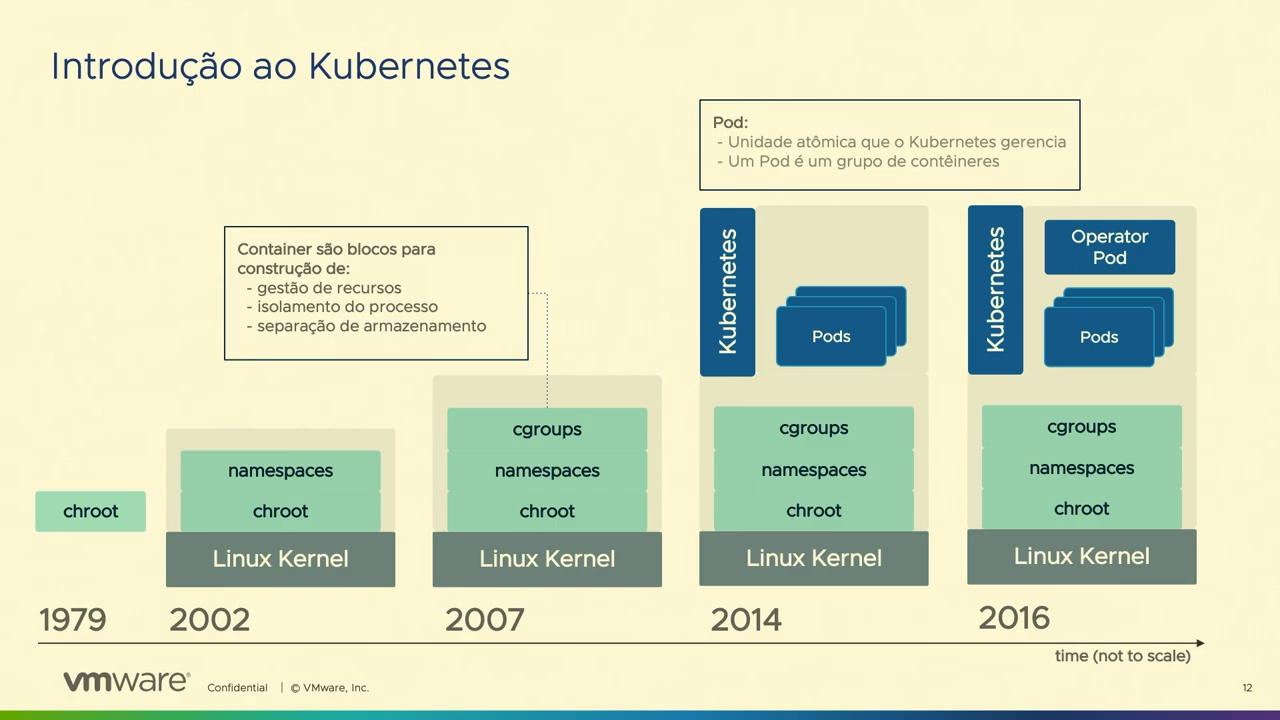 Introdução ao Kubernetes
Pod:
- Unidade atômica que o Kubernetes gerencia
- Um Pod é um grupo de contêineres
Container são blocos para
construção de:
- gestão de recursos
- isolamento do processo
- separação de armazenamento
chroot
namespaces
chroot
Linux Kernel
cgroups
namespaces
chroot
Linux Kernel
Kubernetes
Pods
cgroups
namespaces
chroot
Linux Kernel
Kubernetes
Operator
Pod
Pods
cgroups
namespaces
chroot
Linux Kernel
1979
2002
2007
2014
2016
time (not to scale)
vmware®
Confidential | © VMware, Inc.
12